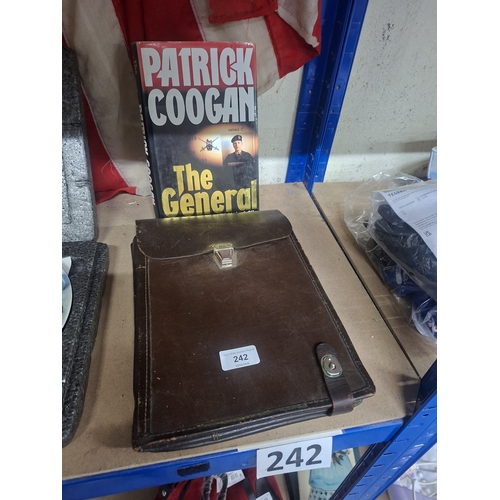 PATRICK
COOGAN
The
General
242
242